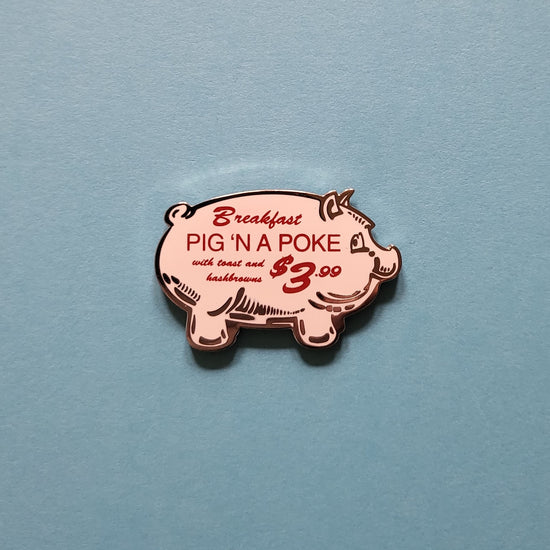 Breakfast
PIG 'N A POKE
with toast and
hashbrowns
$3.99